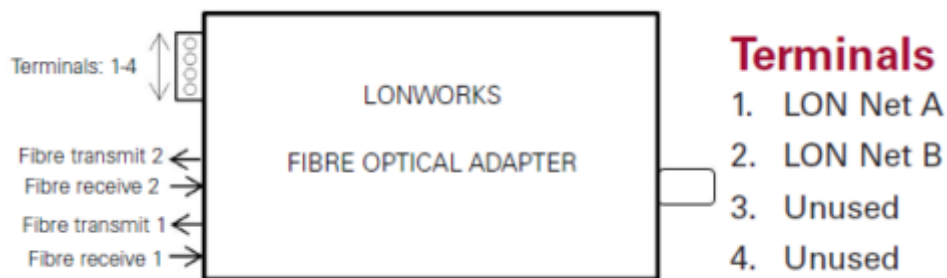 Terminals: 1-4
LONWORKS
FIBRE OPTICAL ADAPTER
Fibre transmit 2
Fibre receive 2
Fibre transmit 1
Fibre receive 1
Terminals
1. LON Net A
2. LON Net B
3. Unused
4. Unused